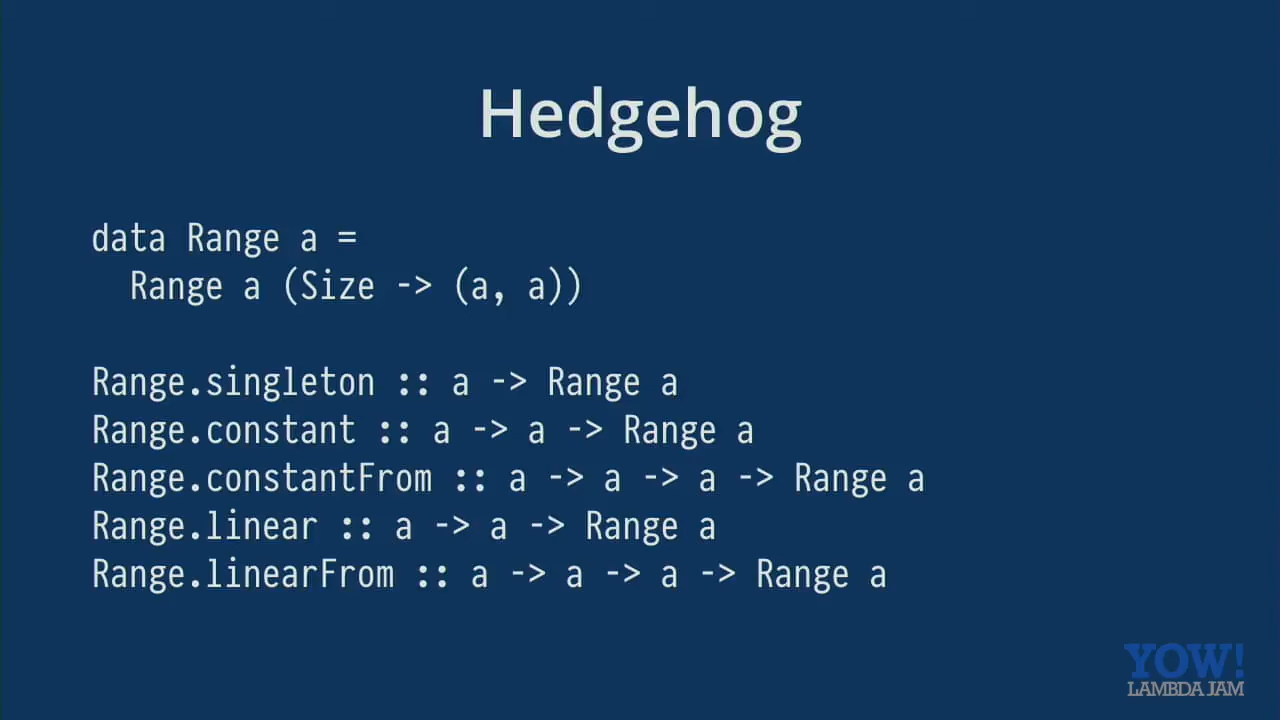 Hedgehog
data Range a =
  Range a (Size -> (a, a))
Range.singleton :: a -> Range a
Range.constant :: a -> a -> Range a
Range.constantFrom :: a -> a -> a -> Range a
Range.linear :: a -> a -> Range a
Range.linearFrom :: a -> a -> a -> Range a
YOW!
LAMBDA JAM